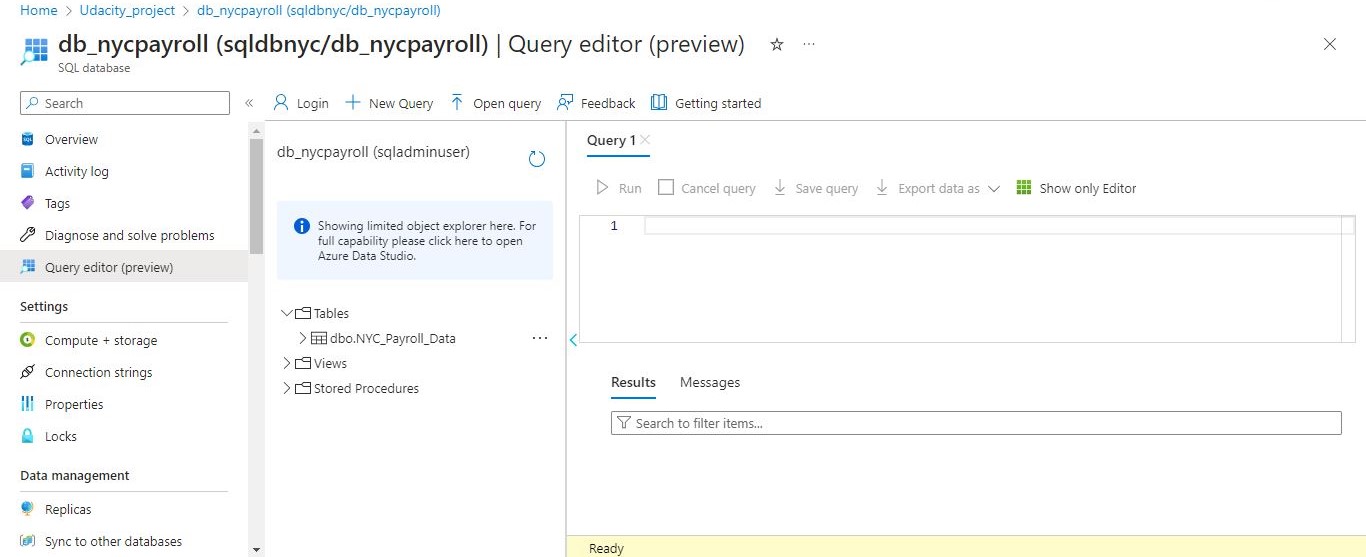 Home > Udacity_project > db_nycpayroll (sqldbnyc/db_nycpayroll)
db_nycpayroll (sqldbnyc/db_nycpayroll) | Query editor (preview)
SQL database
Search
Login
New Query
Open query
Feedback
Getting started
Overview
Activity log
Tags
Diagnose and solve problems
Query editor (preview)
Settings
Compute + storage
Connection strings
Properties
Locks
Data management
Replicas
Sync to other databases
db_nycpayroll (sqladminuser)
Showing limited object explorer here. For
full capability please click here to open
Azure Data Studio.
Tables
dbo.NYC_Payroll_Data
Views
Stored Procedures
Query 1
Run
Cancel query
Save query
Export data as
Show only Editor
1
Results
Messages
Search to filter items...
Ready